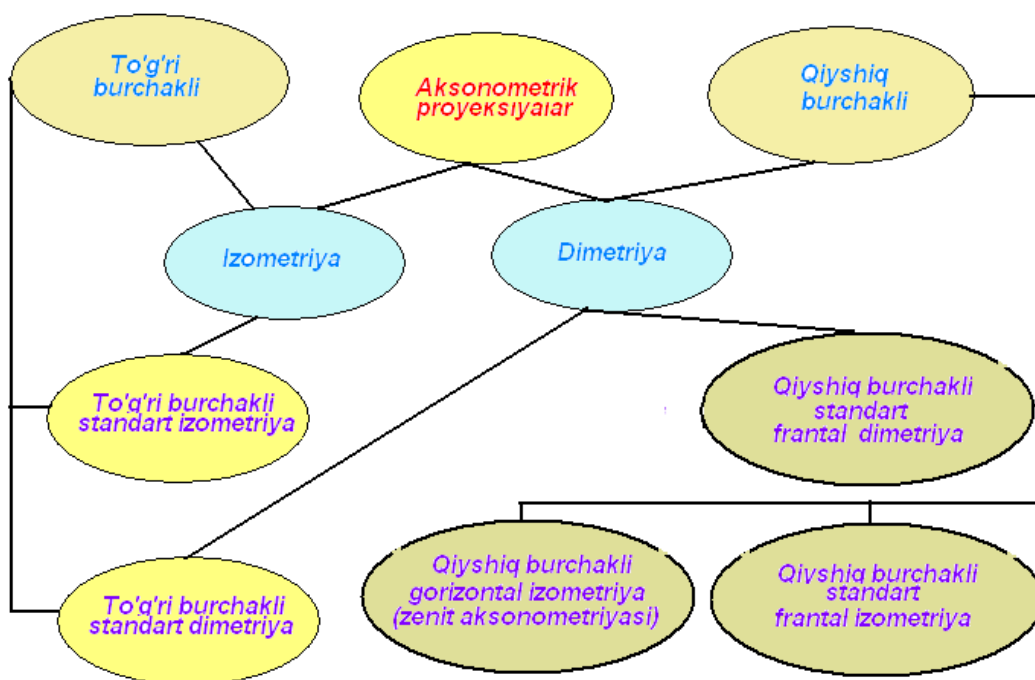 To'g'ri
burchakli
Aksonometrik
proyeksiyalar
Qiyshiq
burchakli
Izometriya
Dimetriya
To'g'ri burchakli
standart izometriya
Qiyshiq burchakli
standart
frantal dimetriya
To'g'ri burchakli
standart dimetriya
Qiyshiq burchakli
gorizontal izometriya
(zenit aksonometriyasi)
Qiyshiq burchakli
standart
frantal izometriya